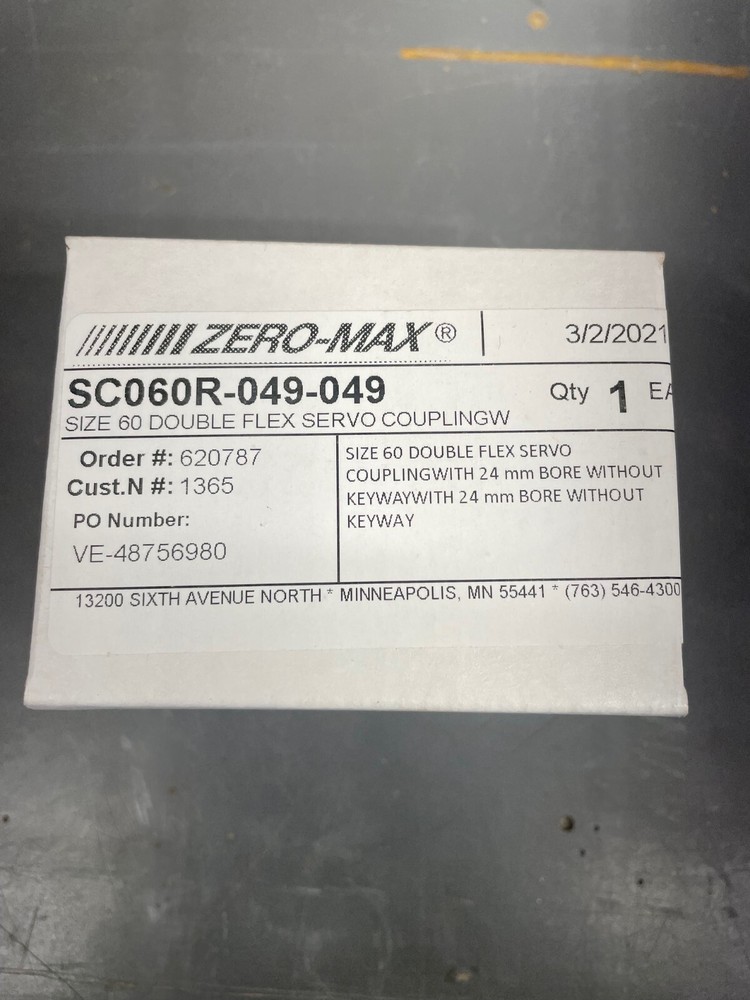 ZERO-MAX®
3/2/2021
SC060R-049-049
Qty 1 EA
SIZE 60 DOUBLE FLEX SERVO COUPLINGW
Order #: 620787
Cust.N #: 1365
PO Number:
VE-48756980
SIZE 60 DOUBLE FLEX SERVO
COUPLINGWITH 24 mm BORE WITHOUT
KEYWAYWITH 24 mm BORE WITHOUT
KEYWAY
13200 SIXTH AVENUE NORTH * MINNEAPOLIS, MN 55441 * (763) 546-4300